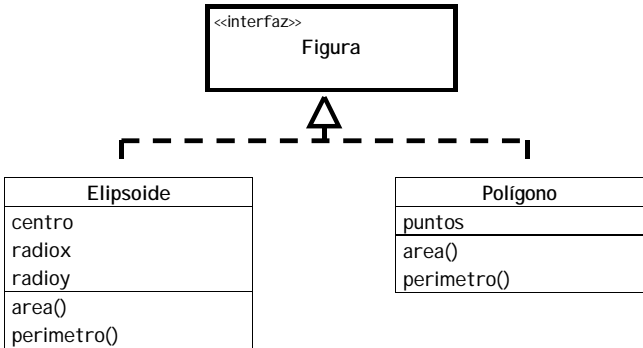 <<interfaz>>
Figura
Elipsoide
centro
radiox
radioy
area()
perimetro()
Polígono
puntos
area()
perimetro()